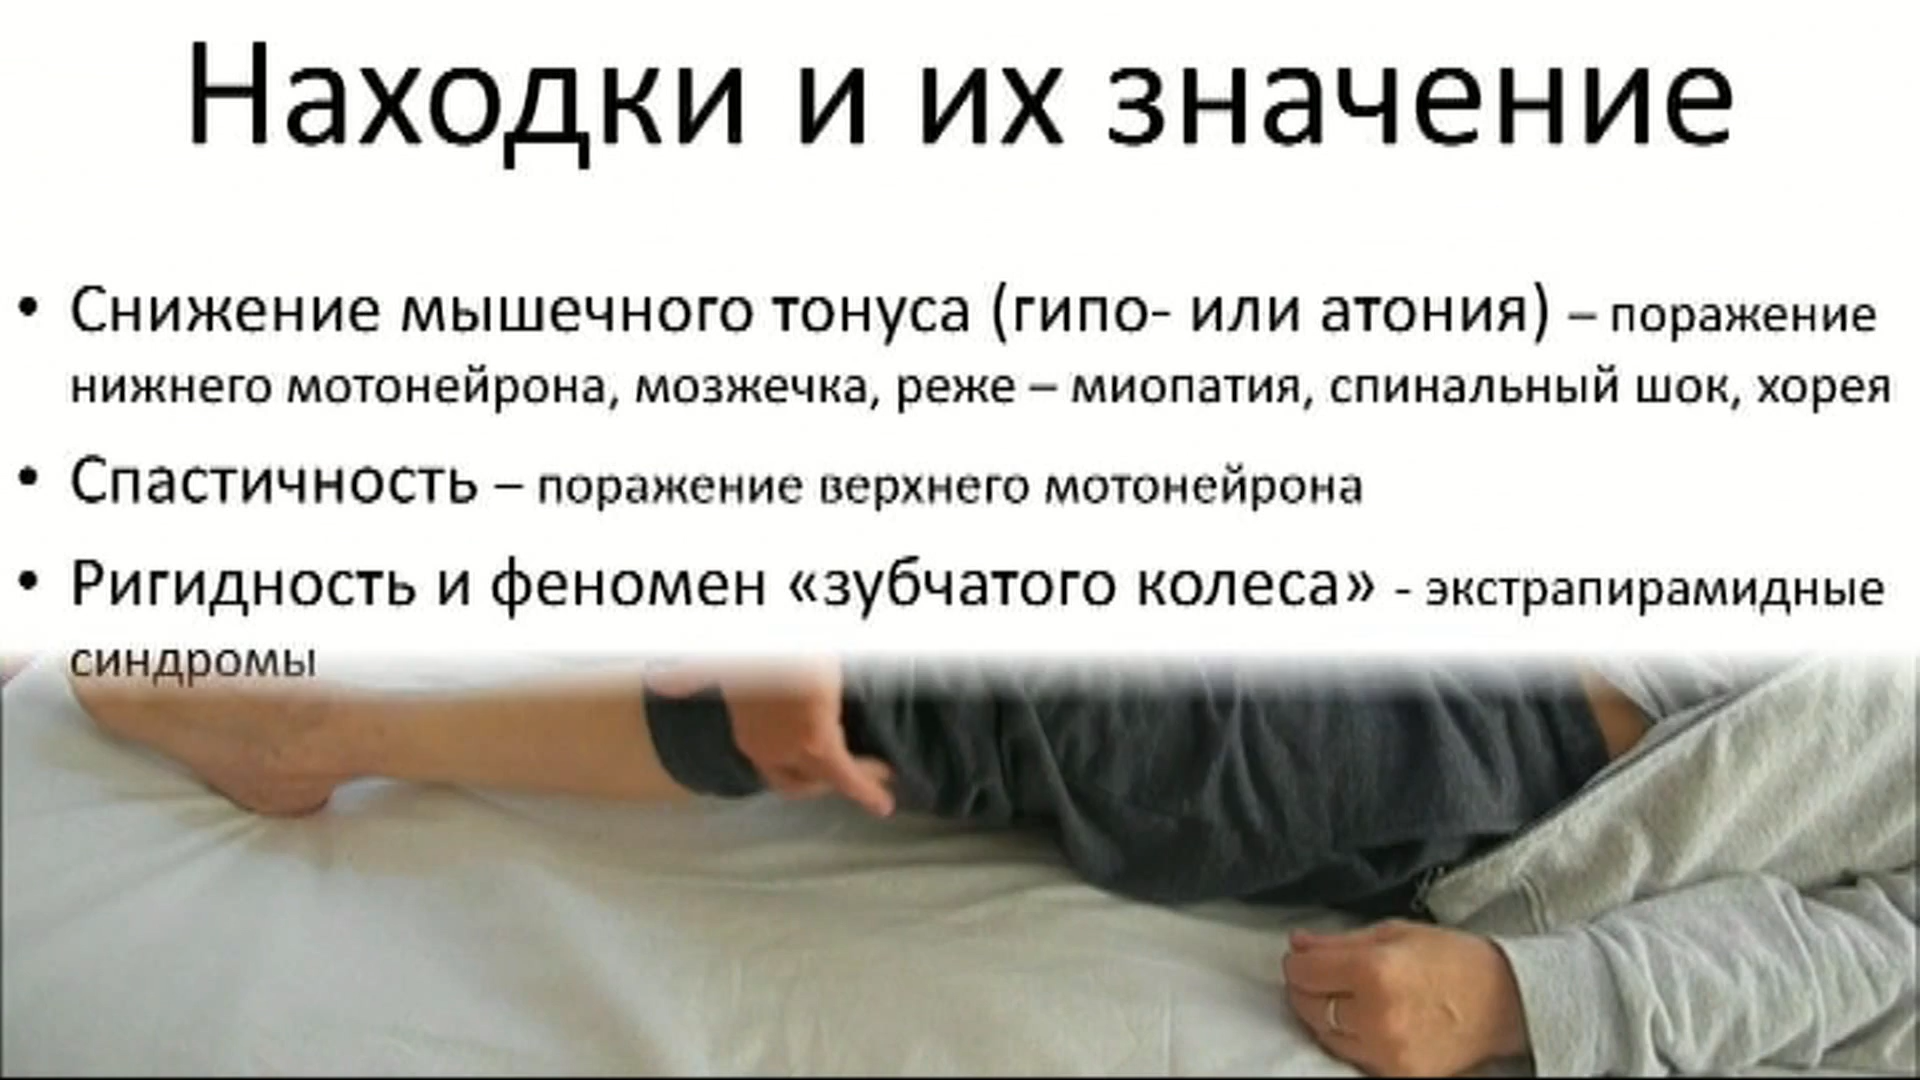 Находки и их значение
• Снижение мышечного тонуса (гипо- или атония) – поражение
нижнего мотонейрона, мозжечка, реже – миопатия, спинальный шок, хорея
• Спастичность – поражение верхнего мотонейрона
• Ригидность и феномен «зубчатого колеса» - экстрапирамидные
синдромы